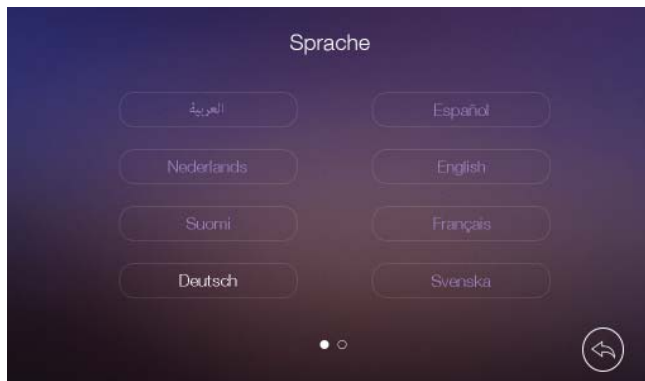 Sprache
العربية
Español
Nederlands
English
Suomi
Français
Deutsch
Svenska